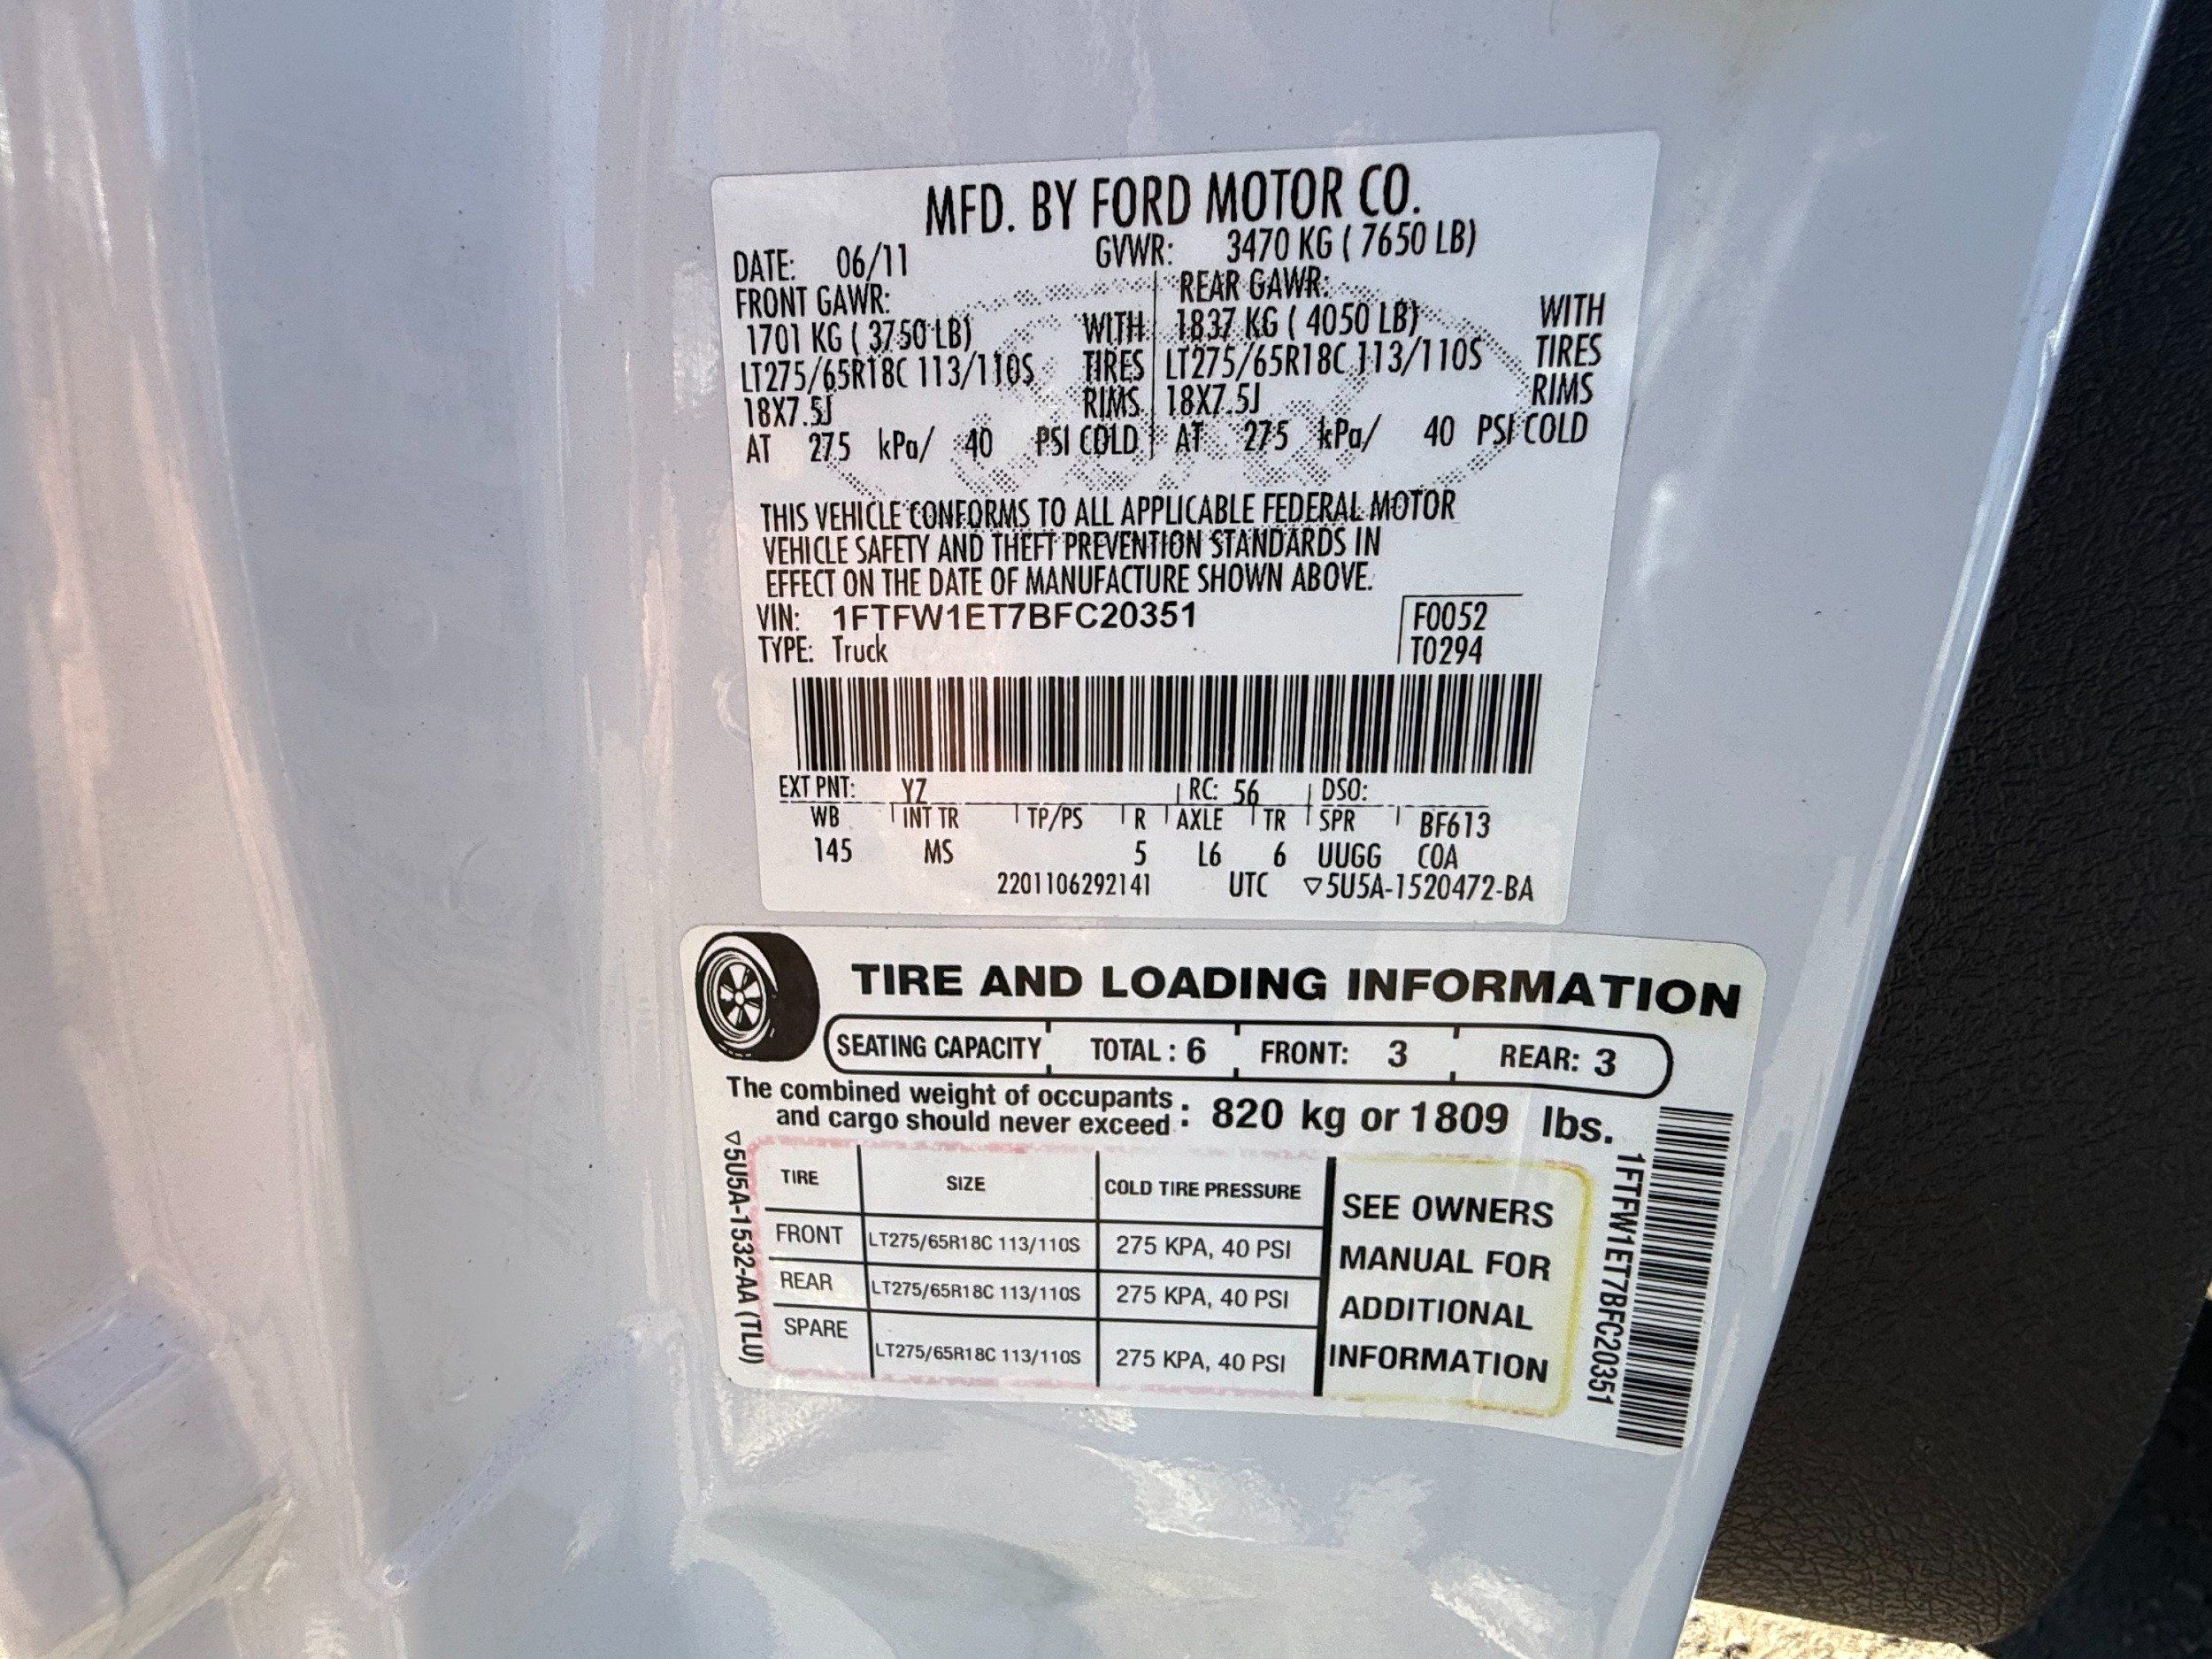 MFD. BY FORD MOTOR CO.
DATE: 06/11 GVWR: 3470 KG ( 7650 LB)
FRONT GAWR: REAR GAWR:
1701 KG ( 3750 LB) WITH 1837 KG ( 4050 LB) WITH
LT275/65R18C 113/110S TIRES LT275/65R18C 113/110S TIRES
18X7.5J RIMS 18X7.5J RIMS
AT 275 kPa/ 40 PSI COLD AT 275 kPa/ 40 PSI COLD
THIS VEHICLE CONFORMS TO ALL APPLICABLE FEDERAL MOTOR
VEHICLE SAFETY AND THEFT PREVENTION STANDARDS IN
EFFECT ON THE DATE OF MANUFACTURE SHOWN ABOVE.
VIN: 1FTFW1ET7BFC20351 F0052
TYPE: Truck T0294
EXT PNT: YZ RC: 56 DSO:
WB INT TR TP/PS R AXLE TR SPR BF613
145 MS 5 L6 6 UUGG COA
2201106292141 UTC ▽5U5A-1520472-BA
TIRE AND LOADING INFORMATION
SEATING CAPACITY TOTAL : 6 FRONT: 3 REAR: 3
The combined weight of occupants
and cargo should never exceed : 820 kg or 1809 lbs.
TIRE SIZE COLD TIRE PRESSURE
FRONT LT275/65R18C 113/110S 275 KPA, 40 PSI
REAR LT275/65R18C 113/110S 275 KPA, 40 PSI
SPARE LT275/65R18C 113/110S 275 KPA, 40 PSI
SEE OWNERS
MANUAL FOR
ADDITIONAL
INFORMATION
▽5U5A-1532-AA (TLU)
1FTFW1ET7BFC20351